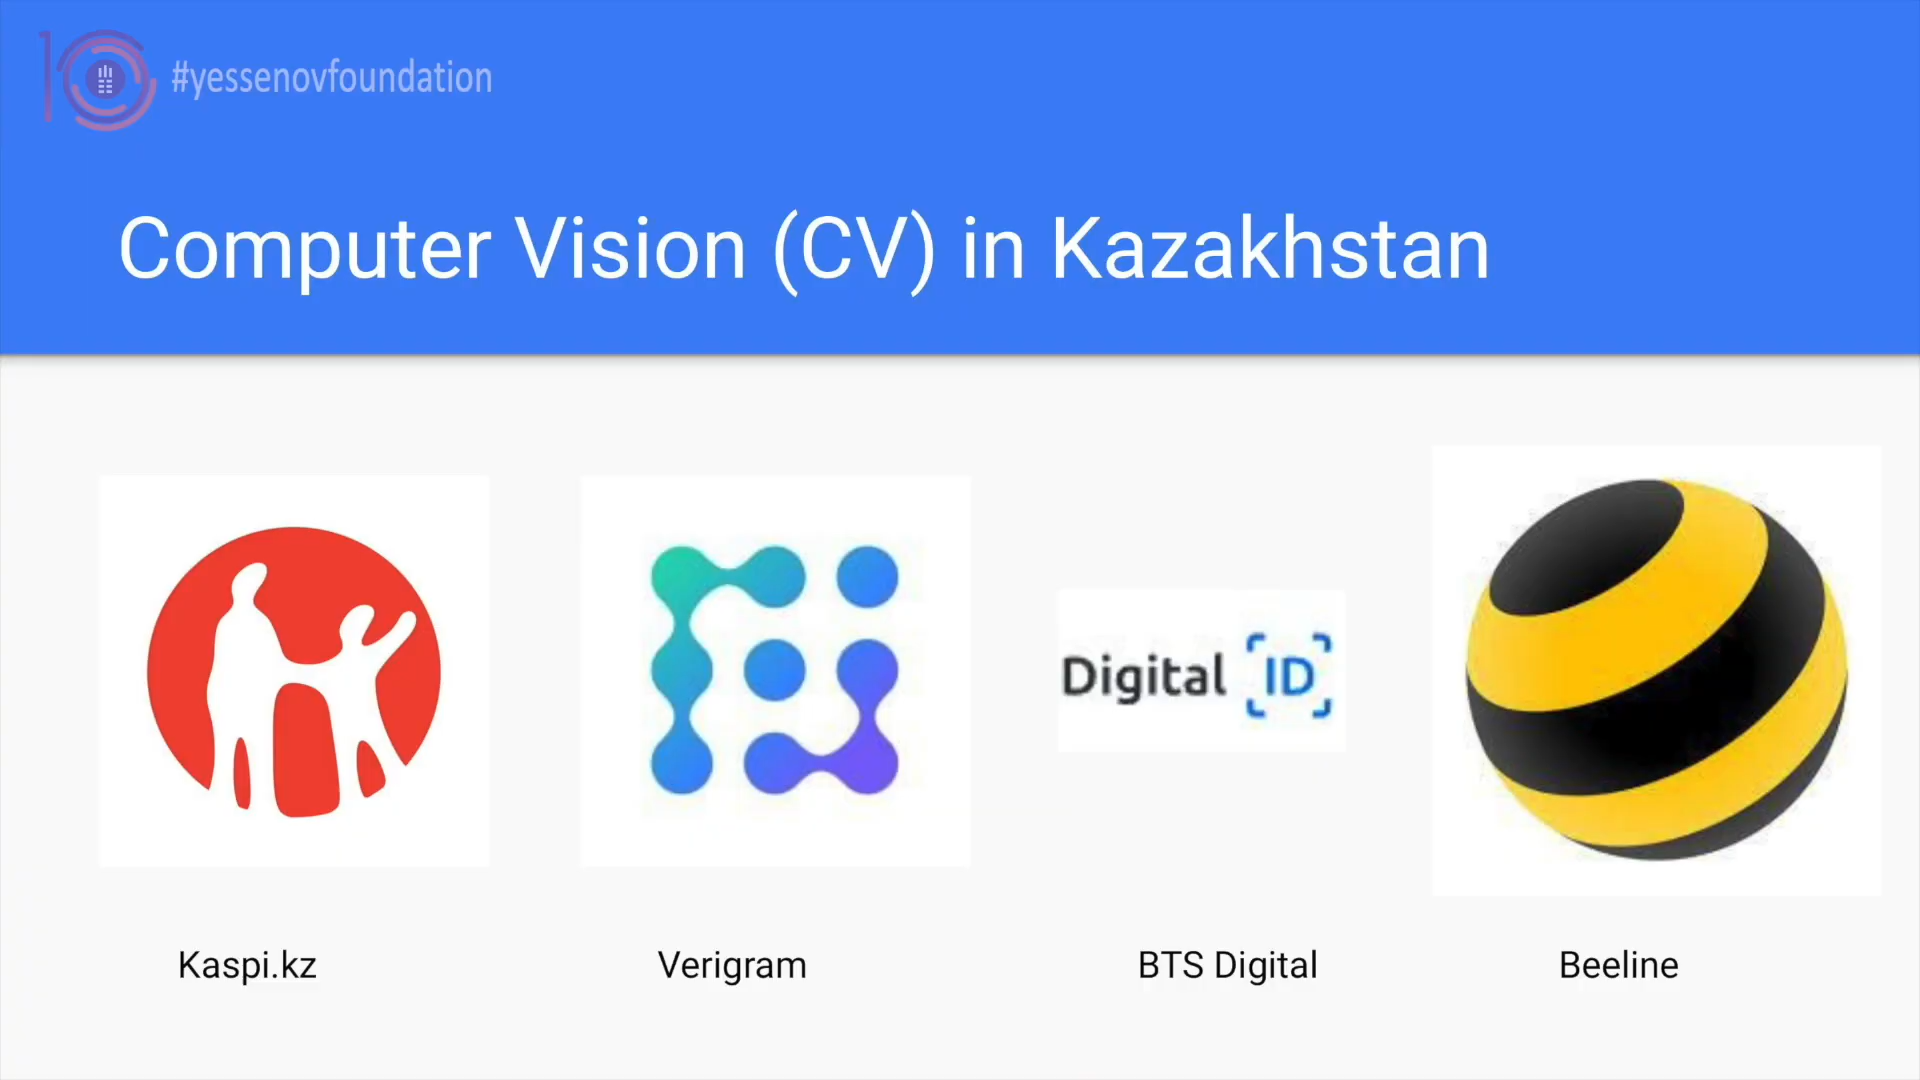 #yessenovfoundation
Computer Vision (CV) in Kazakhstan
Digital ID
Kaspi.kz
Verigram
BTS Digital
Beeline